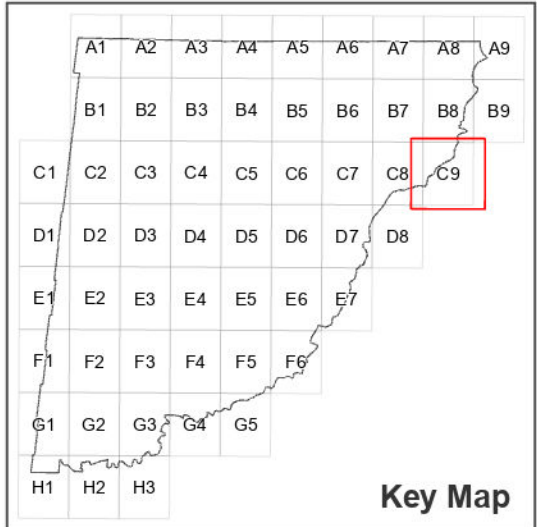 A1 A2 A3 A4 A5 A6 A7 A8 A9
B1 B2 B3 B4 B5 B6 B7 B8 B9
C1 C2 C3 C4 C5 C6 C7 C8 C9
D1 D2 D3 D4 D5 D6 D7 D8
E1 E2 E3 E4 E5 E6 E7
F1 F2 F3 F4 F5 F6
G1 G2 G3 G4 G5
H1 H2 H3
Key Map